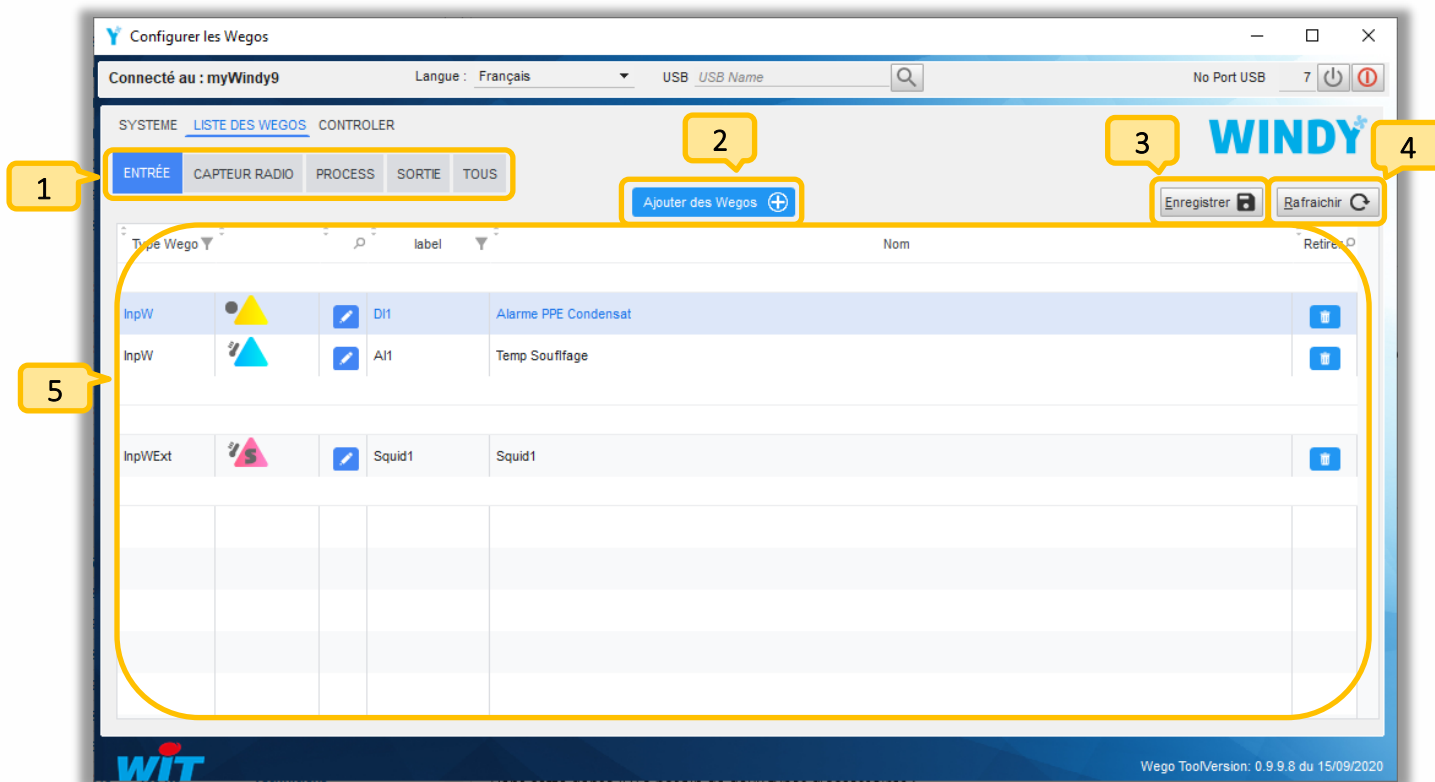 Configurer les Wegos
Connecté au : myWindy9 Langue : Français USB USB Name No Port USB 7
SYSTEME LISTE DES WEGOS CONTROLER
WINDY
2
3
4
1
ENTRÉE CAPTEUR RADIO PROCESS SORTIE TOUS
Ajouter des Wegos
Enregistrer
Rafraichir
Type Wego label Nom Retirer
InpW DI1 Alarme PPE Condensat
InpW AI1 Temp Souflfage
5
InpWExt S Squid1 Squid1
WIT
Wego ToolVersion: 0.9.9.8 du 15/09/2020